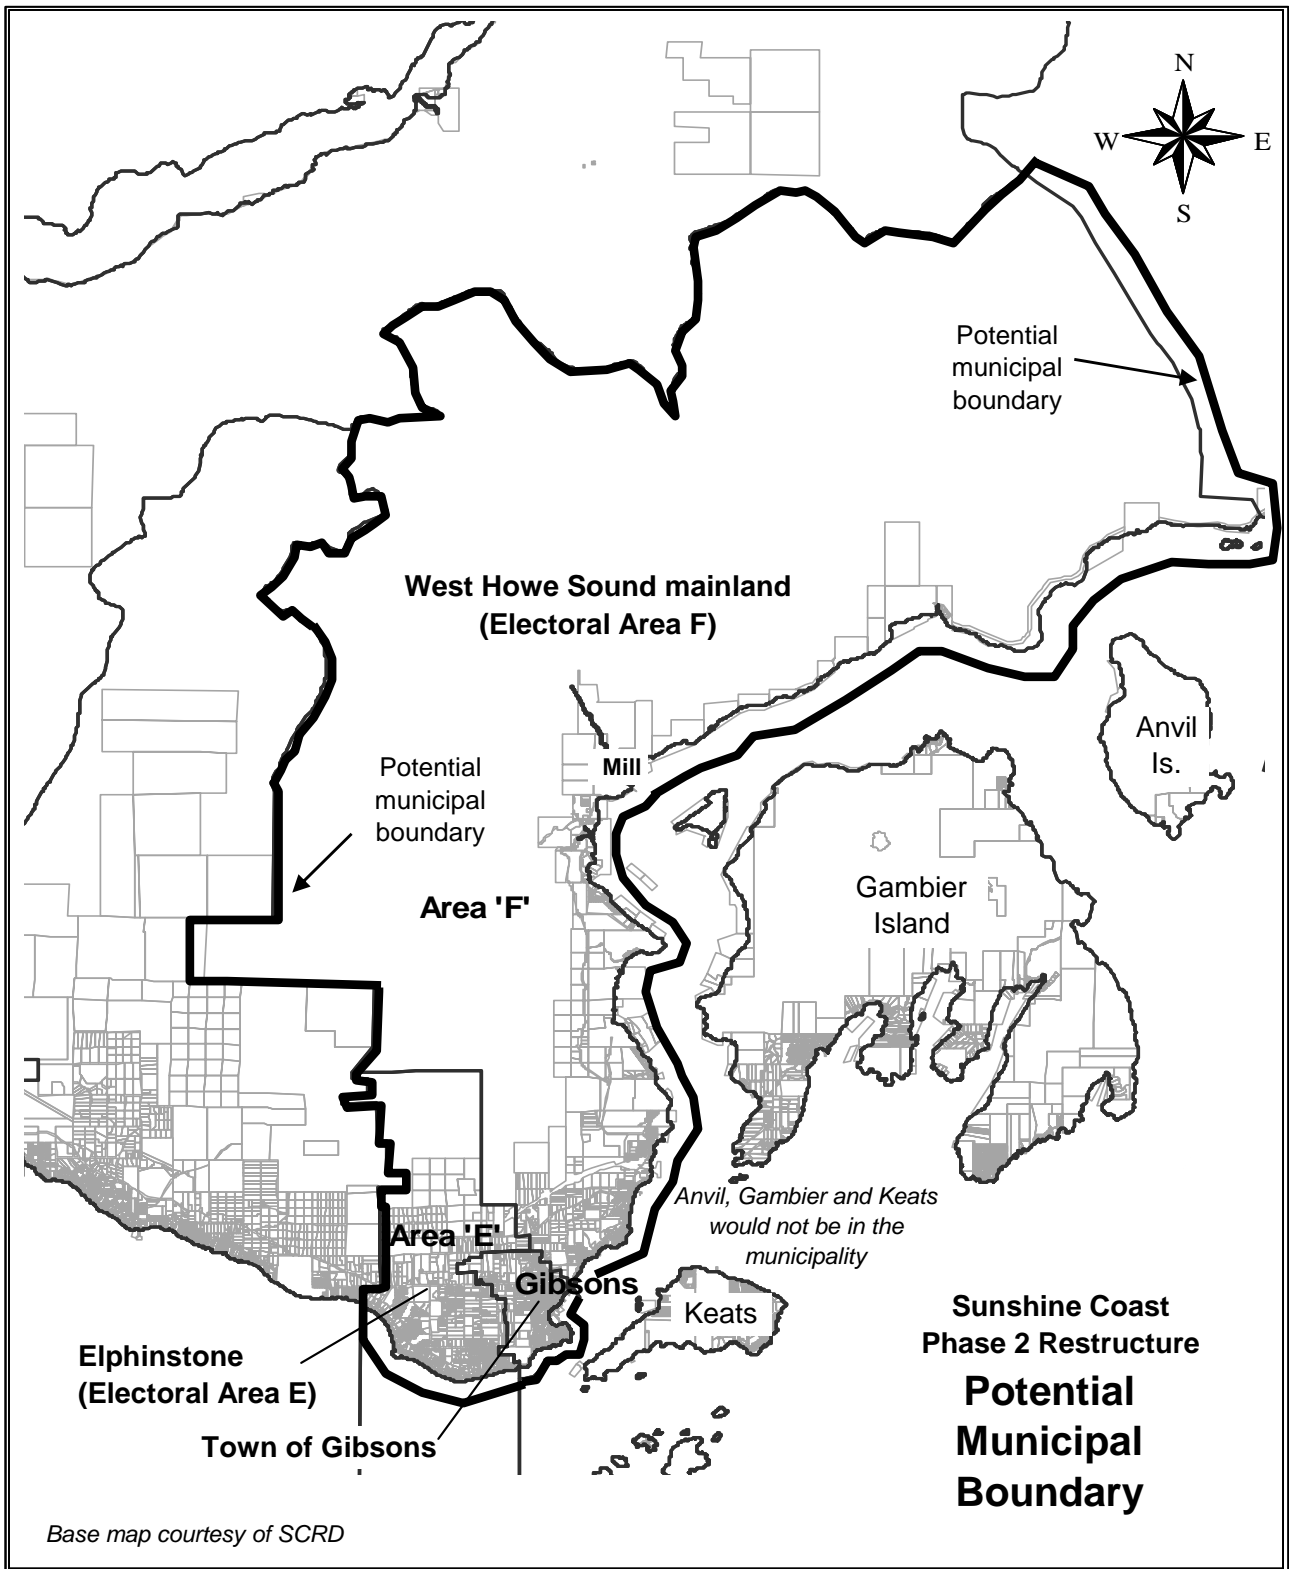 N
W
E
S
Potential
municipal
boundary
West Howe Sound mainland
(Electoral Area F)
Anvil
Is.
Mill
Potential
municipal
boundary
Gambier
Island
Area 'F'
Anvil, Gambier and Keats
would not be in the
municipality
Area 'E'
Gibsons
Keats
Elphinstone
(Electoral Area E)
Town of Gibsons
Sunshine Coast
Phase 2 Restructure
Potential
Municipal
Boundary
Base map courtesy of SCRD